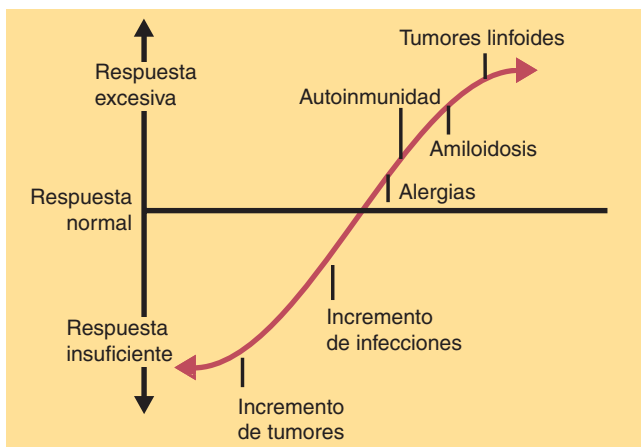 Tumores linfoides
Respuesta
excesiva
Autoinmunidad
Amiloidosis
Alergias
Respuesta
normal
Incremento
de infecciones
Respuesta
insuficiente
Incremento
de tumores